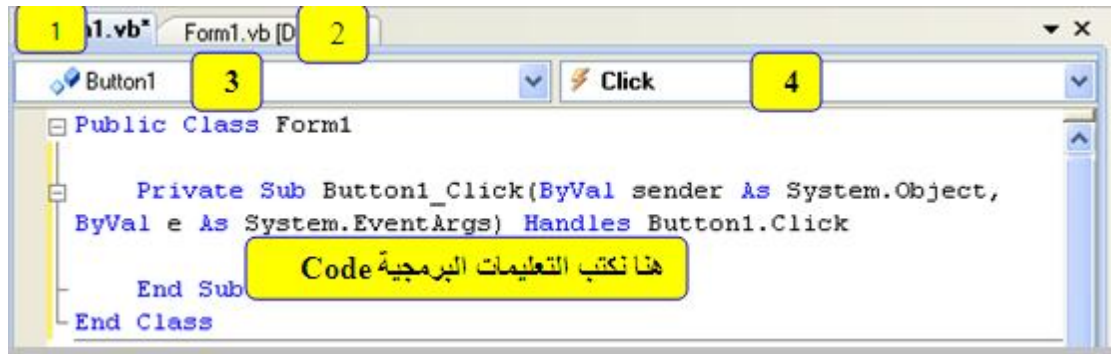 1 1.vb* Form1.vb [D 2
Button1 3 Click 4
Public Class Form1
Private Sub Button1_Click(ByVal sender As System.Object,
ByVal e As System.EventArgs) Handles Button1.Click
هنا نكتب التعليمات البرمجية Code
End Sub
End Class